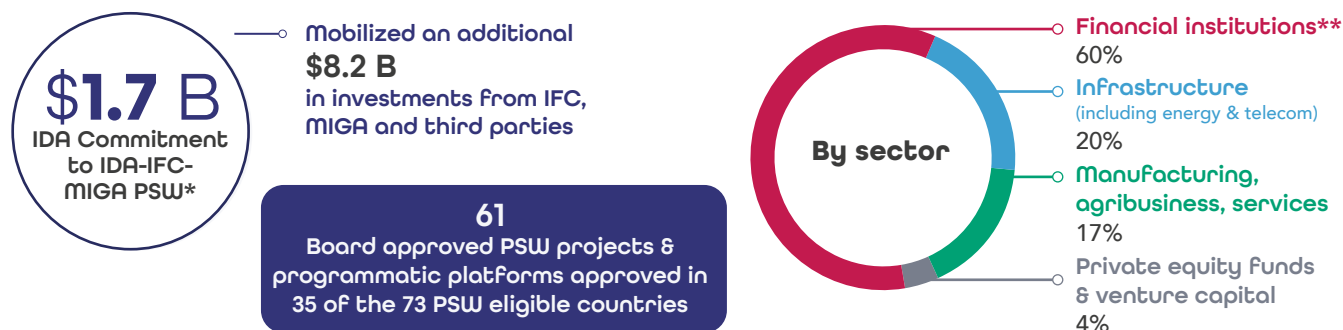 $1.7 B
IDA Commitment
to IDA-IFC-
MIGA PSW*
Mobilized an additional
$8.2 B
in investments from IFC,
MIGA and third parties
61
Board approved PSW projects &
programmatic platforms approved in
35 of the 73 PSW eligible countries
By sector
Financial institutions**
60%
Infrastructure
(including energy & telecom)
20%
Manufacturing,
agribusiness, services
17%
Private equity funds
& venture capital
4%